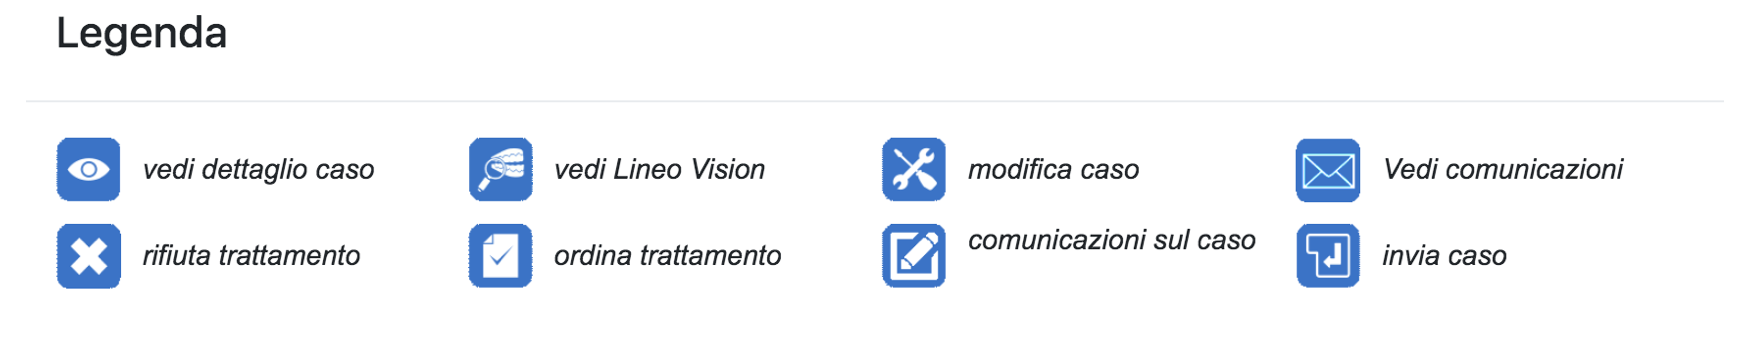 Legenda
vedi dettaglio caso
vedi Lineo Vision
modifica caso
Vedi comunicazioni
rifiuta trattamento
ordina trattamento
comunicazioni sul caso
invia caso